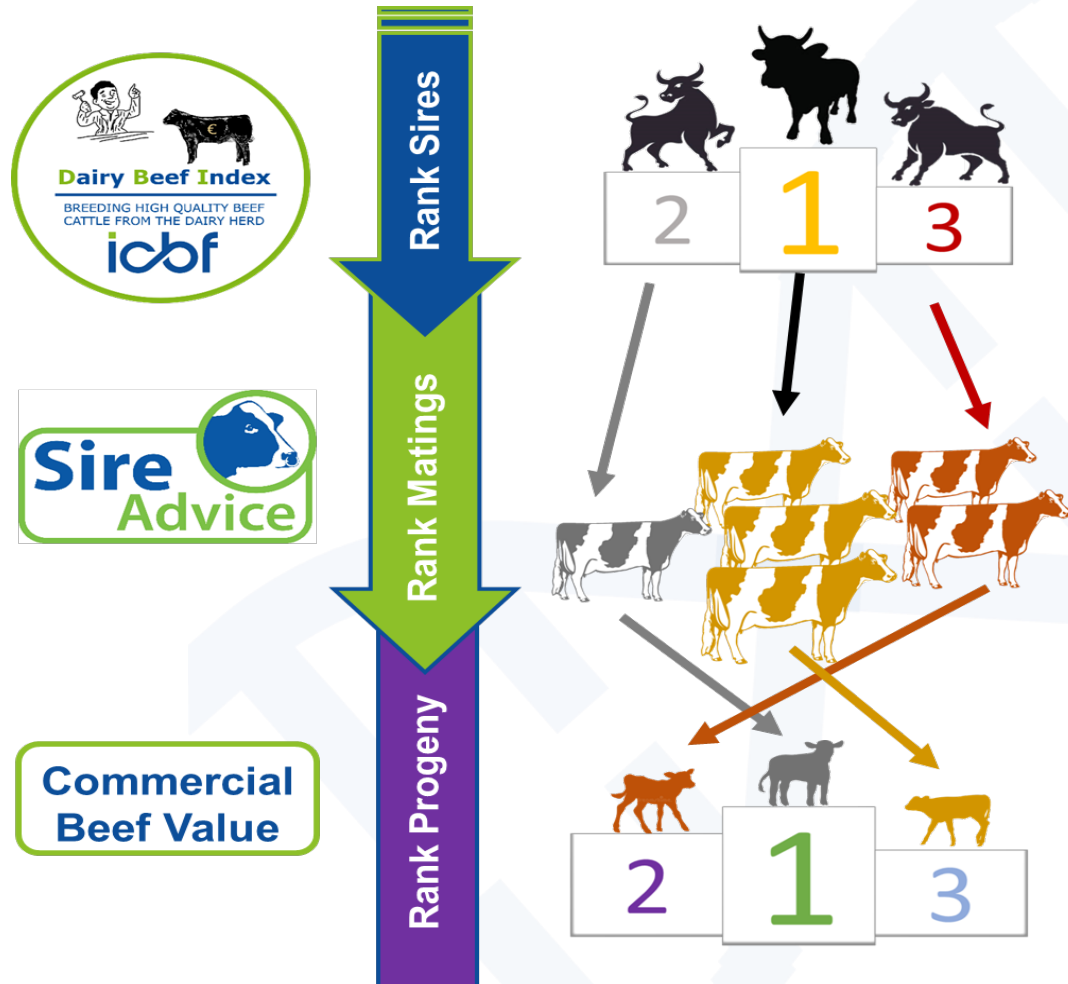 Dairy Beef Index
BREEDING HIGH QUALITY BEEF
CATTLE FROM THE DAIRY HERD
icbf
€
Rank Sires
2
1
3
Sire
Advice
Rank Matings
Commercial
Beef Value
Rank Progeny
2
1
3